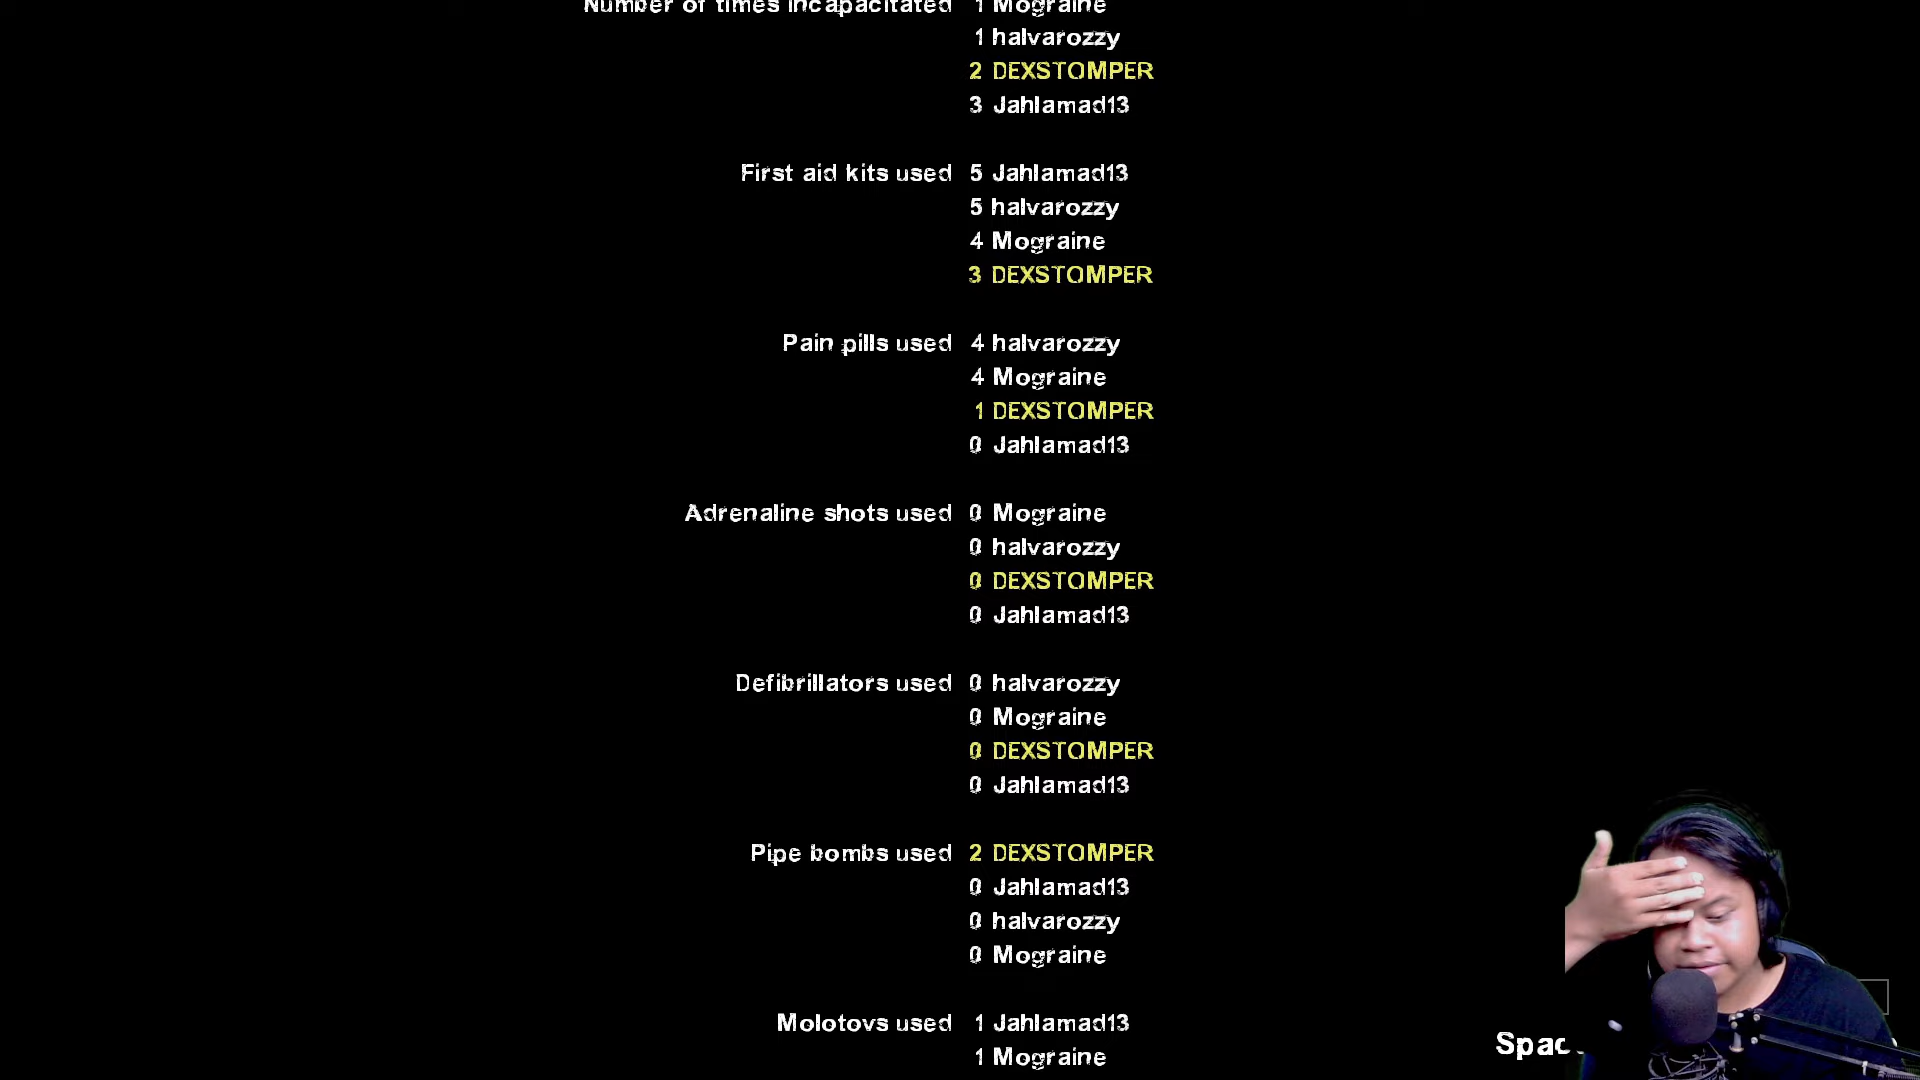 Number of times incapacitated 1 Mograine
1 halvarozzy
2 DEXSTOMPER
3 Jahlamad13
First aid kits used 5 Jahlamad13
5 halvarozzy
4 Mograine
3 DEXSTOMPER
Pain pills used 4 halvarozzy
4 Mograine
1 DEXSTOMPER
0 Jahlamad13
Adrenaline shots used 0 Mograine
0 halvarozzy
0 DEXSTOMPER
0 Jahlamad13
Defibrillators used 0 halvarozzy
0 Mograine
0 DEXSTOMPER
0 Jahlamad13
Pipe bombs used 2 DEXSTOMPER
0 Jahlamad13
0 halvarozzy
0 Mograine
Molotovs used 1 Jahlamad13
1 Mograine